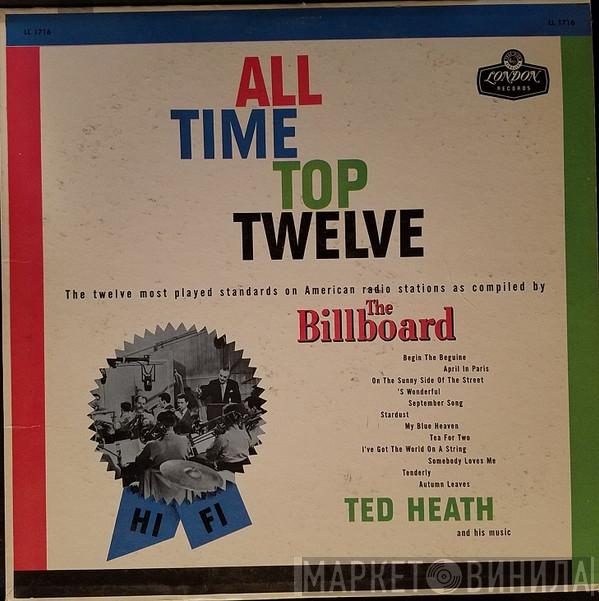 LL 1716
LL 1716
LONDON
RECORDS
ALL
TIME
TOP
TWELVE
The twelve most played standards on American radio stations as compiled by
The
Billboard
Begin The Beguine
April In Paris
On The Sunny Side Of The Street
'S Wonderful
September Song
Stardust
My Blue Heaven
Tea For Two
I've Got The World On A String
Somebody Loves Me
Tenderly
Autumn Leaves
TED HEATH
and his music
HI FI
МАРКЕТ ВИНИЛА